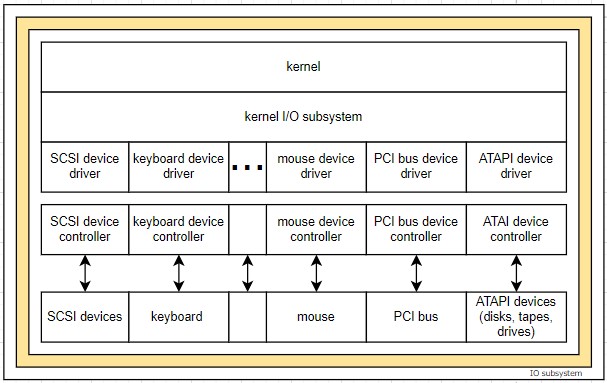 kernel
kernel I/O subsystem
SCSI device
driver
keyboard device
driver
...
mouse device
driver
PCI bus device
driver
ATAPI device
driver
SCSI device
controller
keyboard device
controller
mouse device
controller
PCI bus device
controller
ATAI device
controller
SCSI devices
keyboard
mouse
PCI bus
ATAPI devices
(disks, tapes,
drives)
IO subsystem